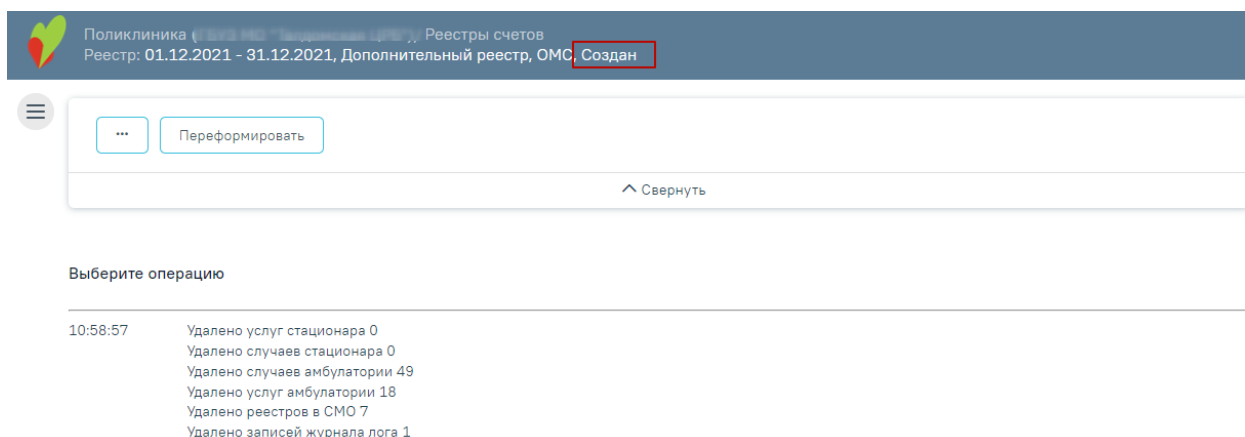 Поликлиника ( / Реестры счетов
Реестр: 01.12.2021 - 31.12.2021, Дополнительный реестр, ОМС, Создан
... Переформировать
Свернуть
Выберите операцию
10:58:57 Удалено услуг стационара 0
Удалено случаев стационара 0
Удалено случаев амбулатории 49
Удалено услуг амбулатории 18
Удалено реестров в СМО 7
Удалено записей журнала лога 1